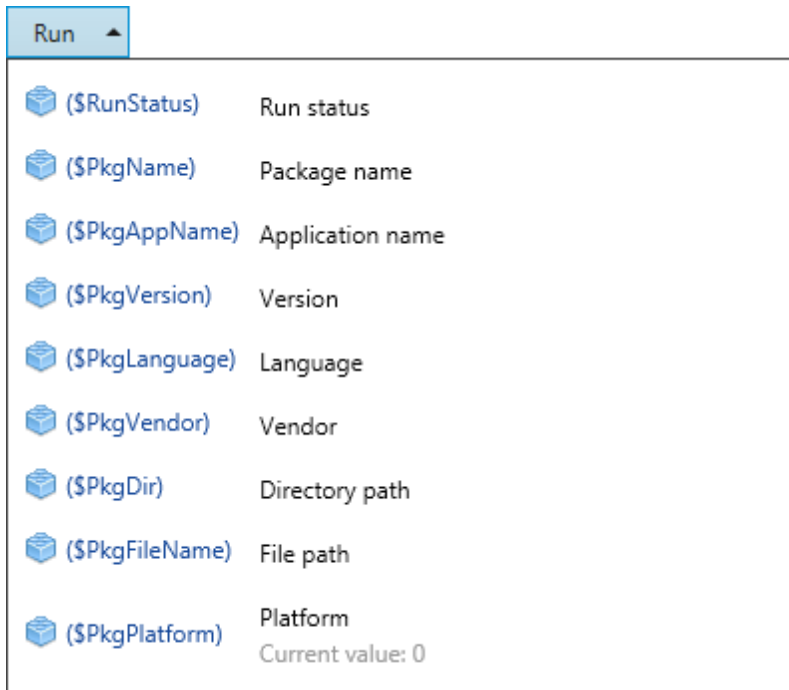 Run
($RunStatus) Run status
($PkgName) Package name
($PkgAppName) Application name
($PkgVersion) Version
($PkgLanguage) Language
($PkgVendor) Vendor
($PkgDir) Directory path
($PkgFileName) File path
($PkgPlatform) Platform
Current value: 0